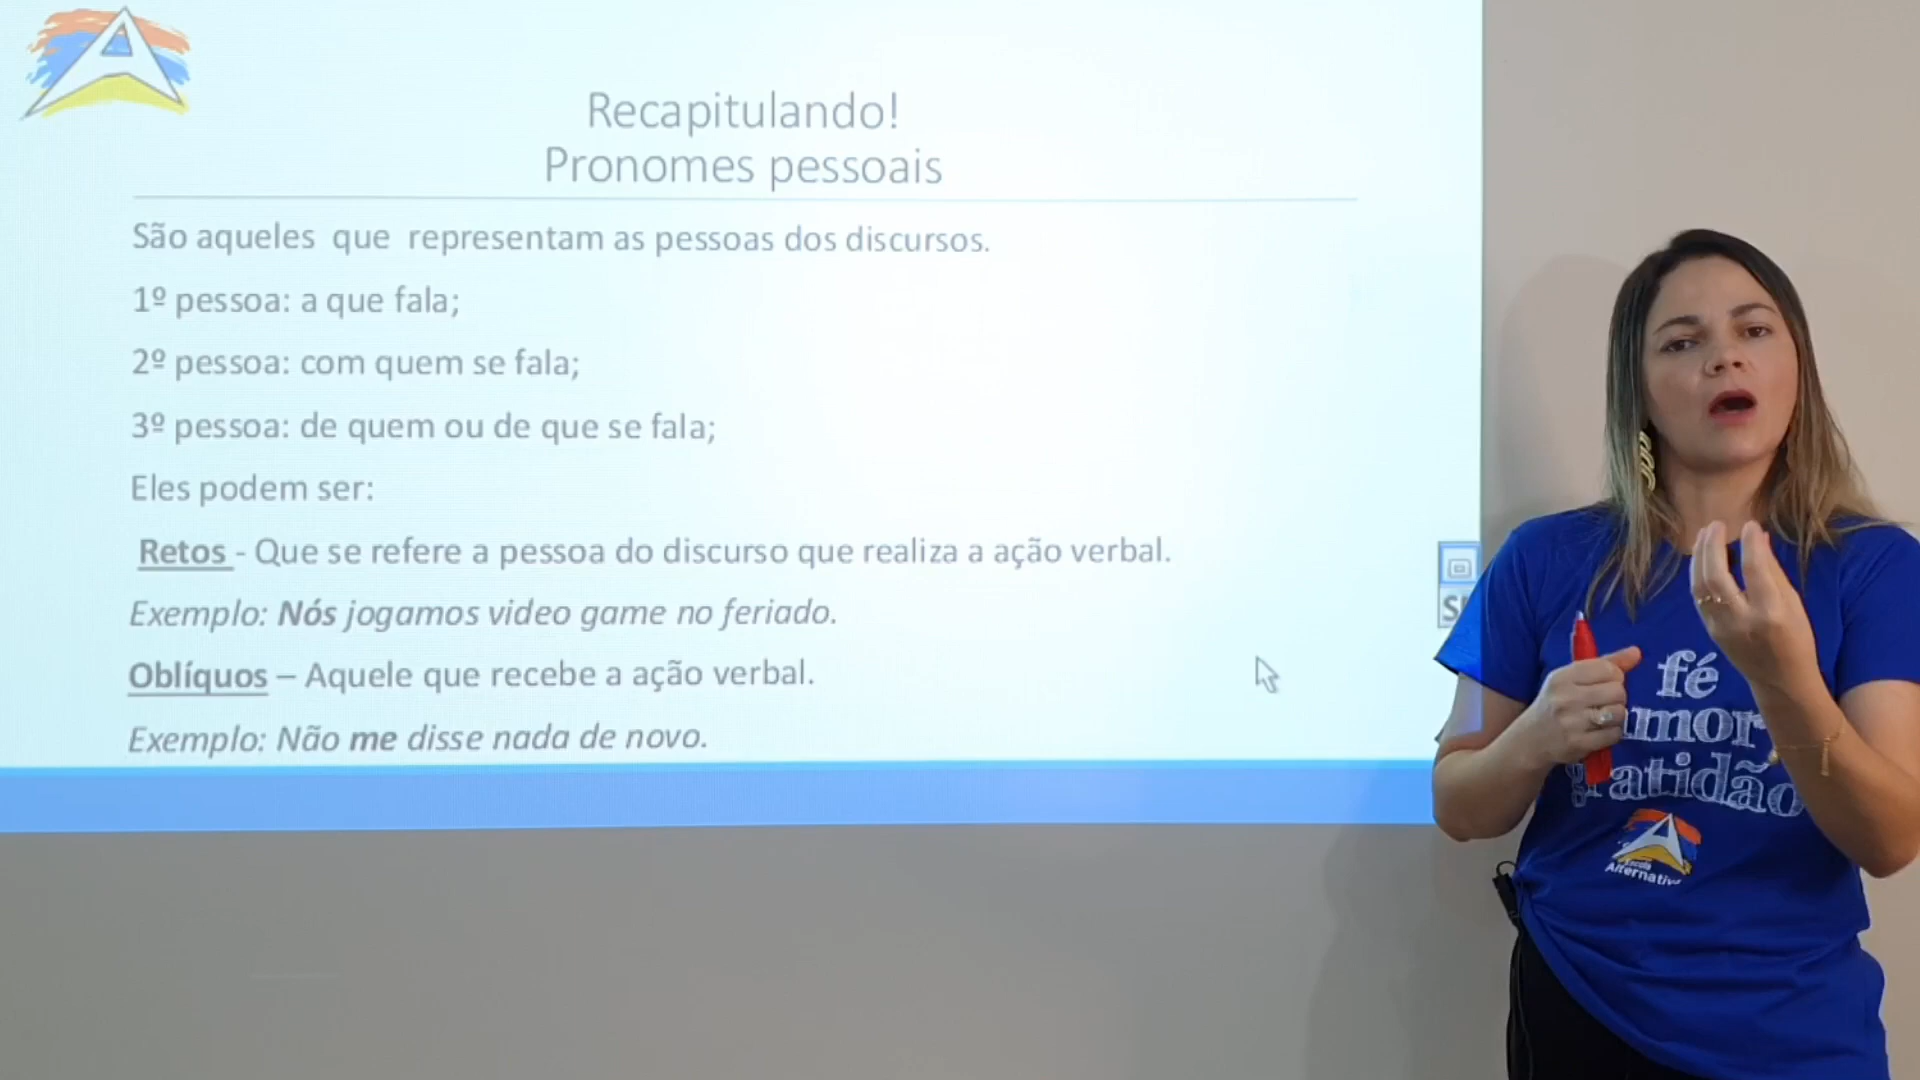 Recapitulando!
Pronomes pessoais
São aqueles que representam as pessoas dos discursos.
1º pessoa: a que fala;
2º pessoa: com quem se fala;
3º pessoa: de quem ou de que se fala;
Eles podem ser:
Retos - Que se refere a pessoa do discurso que realiza a ação verbal.
Exemplo: Nós jogamos video game no feriado.
Oblíquos – Aquele que recebe a ação verbal.
Exemplo: Não me disse nada de novo.
fé
amor
gratidão
Escola
Alternativa